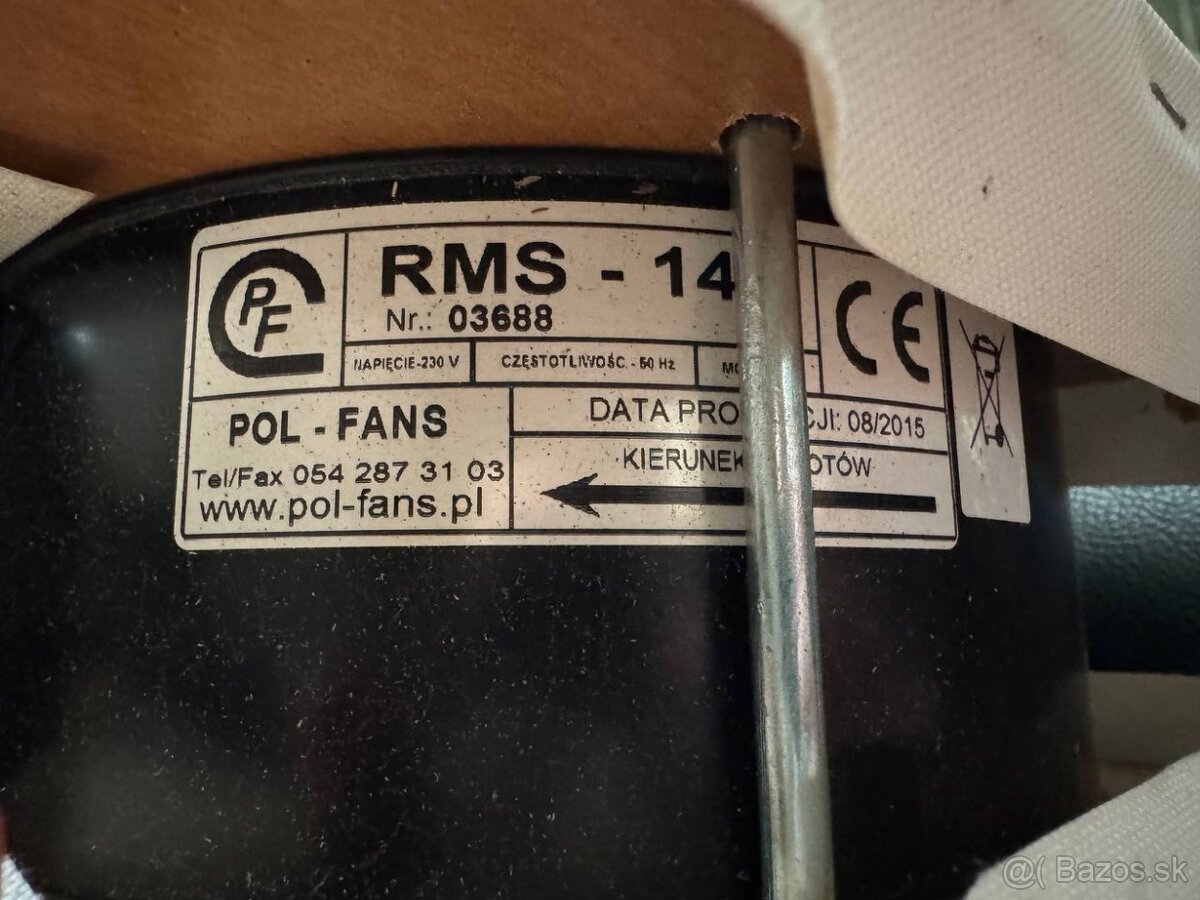 PF
RMS - 14
Nr.: 03688
NAPIĘCIE-230 V
CZĘSTOTLIWOŚĆ - 50 Hz
CE
POL - FANS
Tel/Fax 054 287 31 03
www.pol-fans.pl
DATA PRO CJI: 08/2015
KIERUNEK OTÓW
@( Bazos.sk